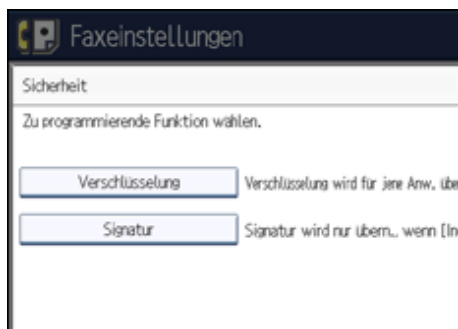 Faxeinstellungen
Sicherheit
Zu programmierende Funktion wählen.
Verschlüsselung Verschlüsselung wird für jene Anw. übe
Signatur Signatur wird nur übern... wenn [In